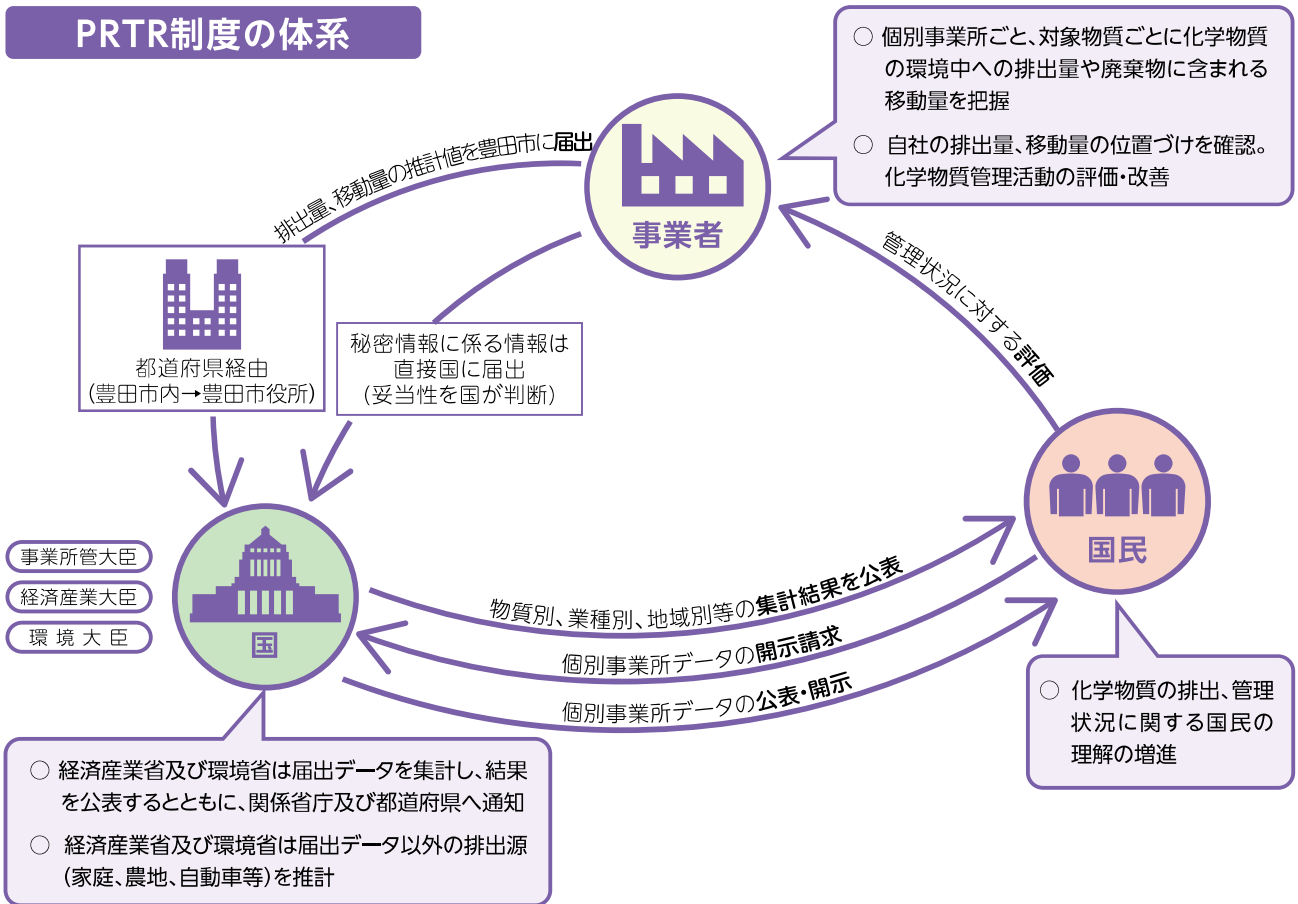 PRTR制度の体系
○ 個別事業所ごと、対象物質ごとに化学物質
の環境中への排出量や廃棄物に含まれる
移動量を把握
○ 自社の排出量、移動量の位置づけを確認。
化学物質管理活動の評価・改善
事業者
排出量、移動量の推計値を豊田市に届出
都道府県経由
(豊田市内→豊田市役所)
秘密情報に係る情報は
直接国に届出
(妥当性を国が判断)
管理状況に対する評価
国民
事業所管大臣
経済産業大臣
環境大臣
国
物質別、業種別、地域別等の集計結果を公表
個別事業所データの開示請求
個別事業所データの公表・開示
○ 化学物質の排出、管理
状況に関する国民の
理解の増進
○ 経済産業省及び環境省は届出データを集計し、結果
を公表するとともに、関係省庁及び都道府県へ通知
○ 経済産業省及び環境省は届出データ以外の排出源
(家庭、農地、自動車等)を推計